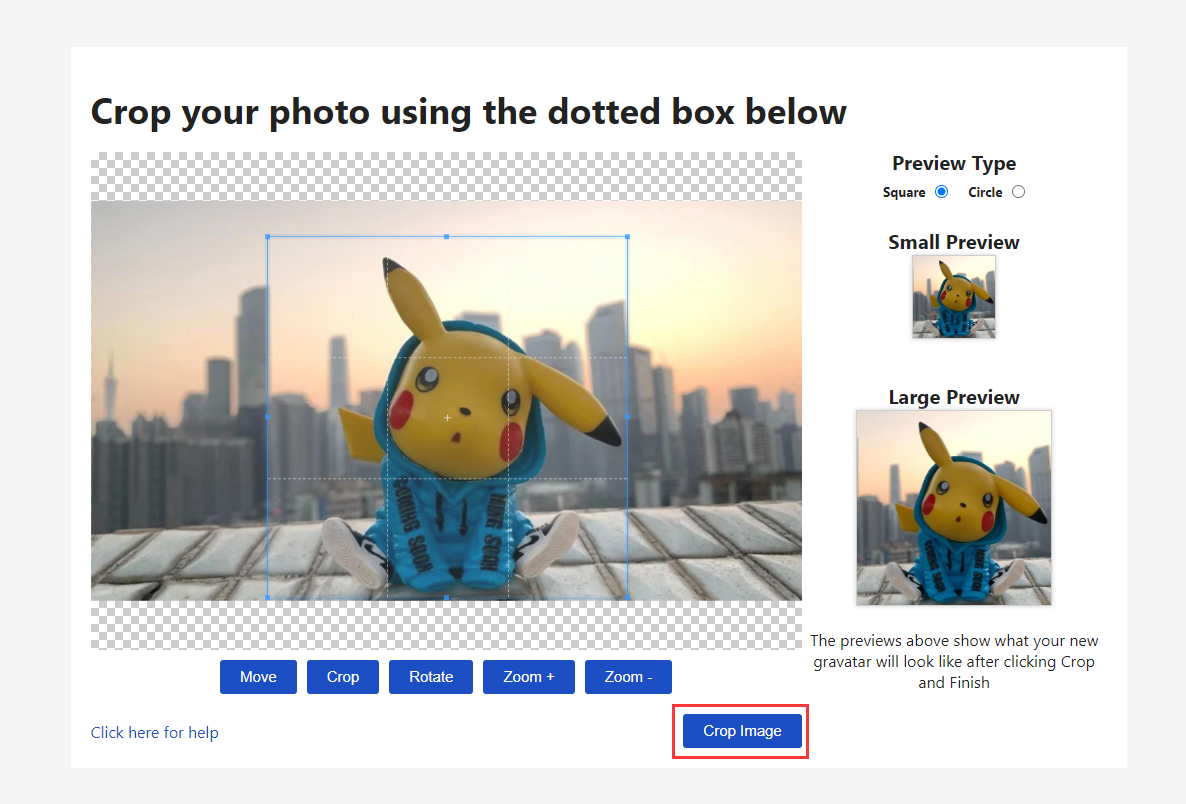 Crop your photo using the dotted box below
Preview Type
Square
Circle
Small Preview
Large Preview
COMING SOON
The previews above show what your new
gravatar will look like after clicking Crop
and Finish
Move
Crop
Rotate
Zoom +
Zoom -
Click here for help
Crop Image